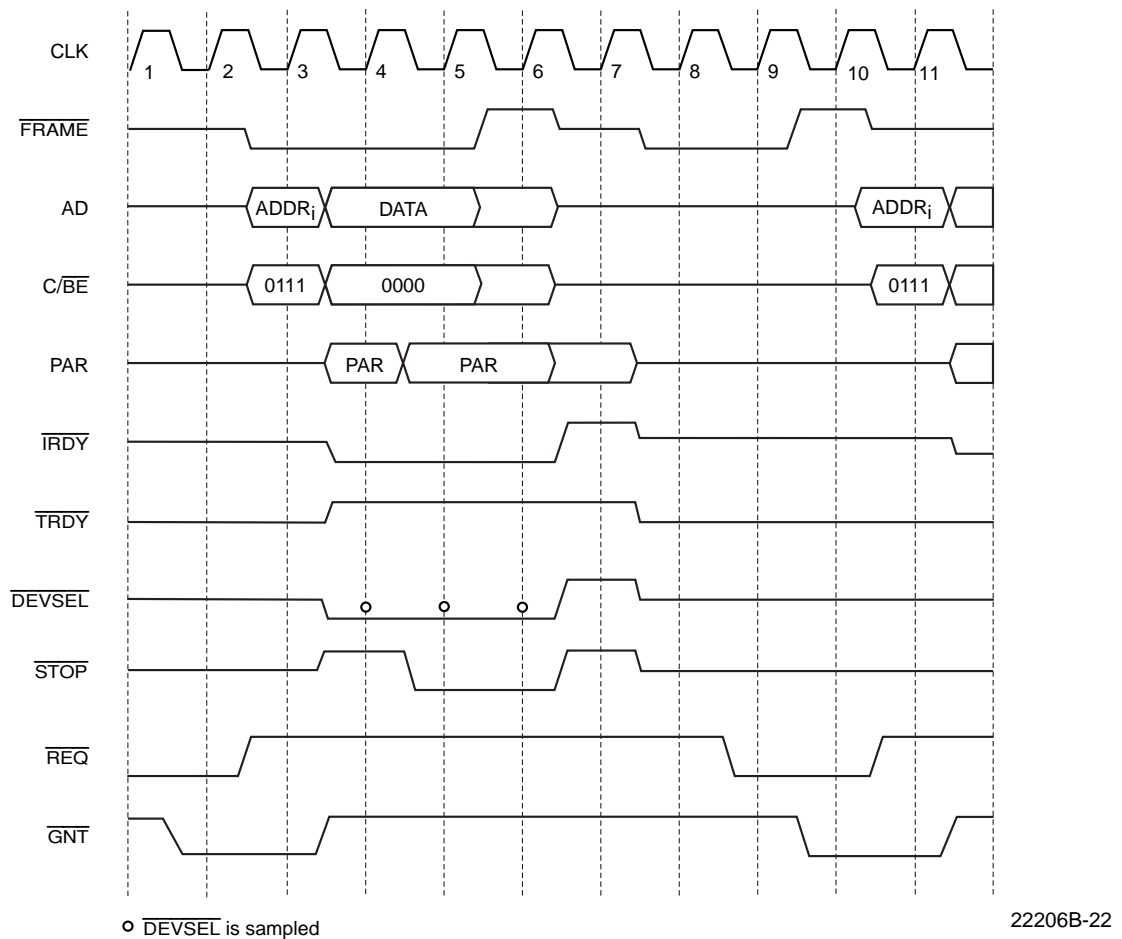 CLK
1 2 3 4 5 6 7 8 9 10 11
FRAME
AD
ADDRi DATA ADDRi
C/BE
0111 0000 0111
PAR
PAR PAR
IRDY
TRDY
DEVSEL
STOP
REQ
GNT
DEVSEL is sampled
22206B-22